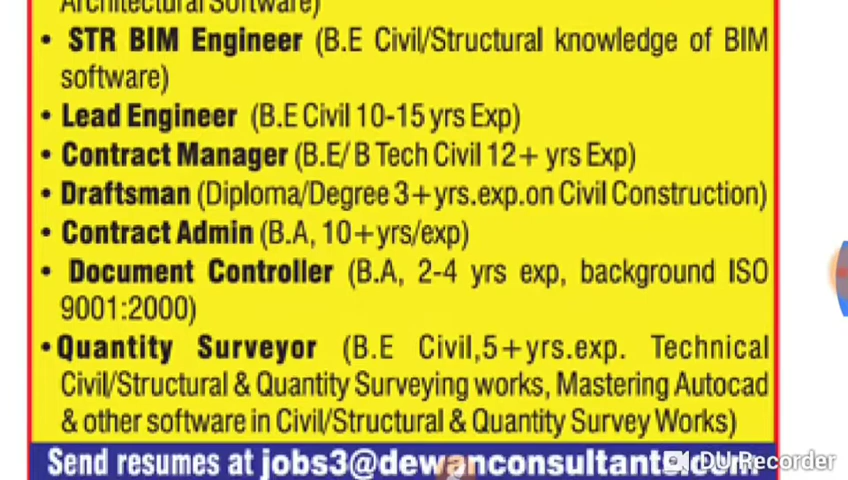 Architectural Software)
• STR BIM Engineer (B.E Civil/Structural knowledge of BIM
software)
• Lead Engineer (B.E Civil 10-15 yrs Exp)
• Contract Manager (B.E/ B Tech Civil 12+ yrs Exp)
• Draftsman (Diploma/Degree 3+yrs.exp.on Civil Construction)
• Contract Admin (B.A, 10+yrs/exp)
• Document Controller (B.A, 2-4 yrs exp, background ISO
9001:2000)
• Quantity Surveyor (B.E Civil,5+yrs.exp. Technical
Civil/Structural & Quantity Surveying works, Mastering Autocad
& other software in Civil/Structural & Quantity Survey Works)
Send resumes at jobs3@dewanconsultants.com
DU Recorder